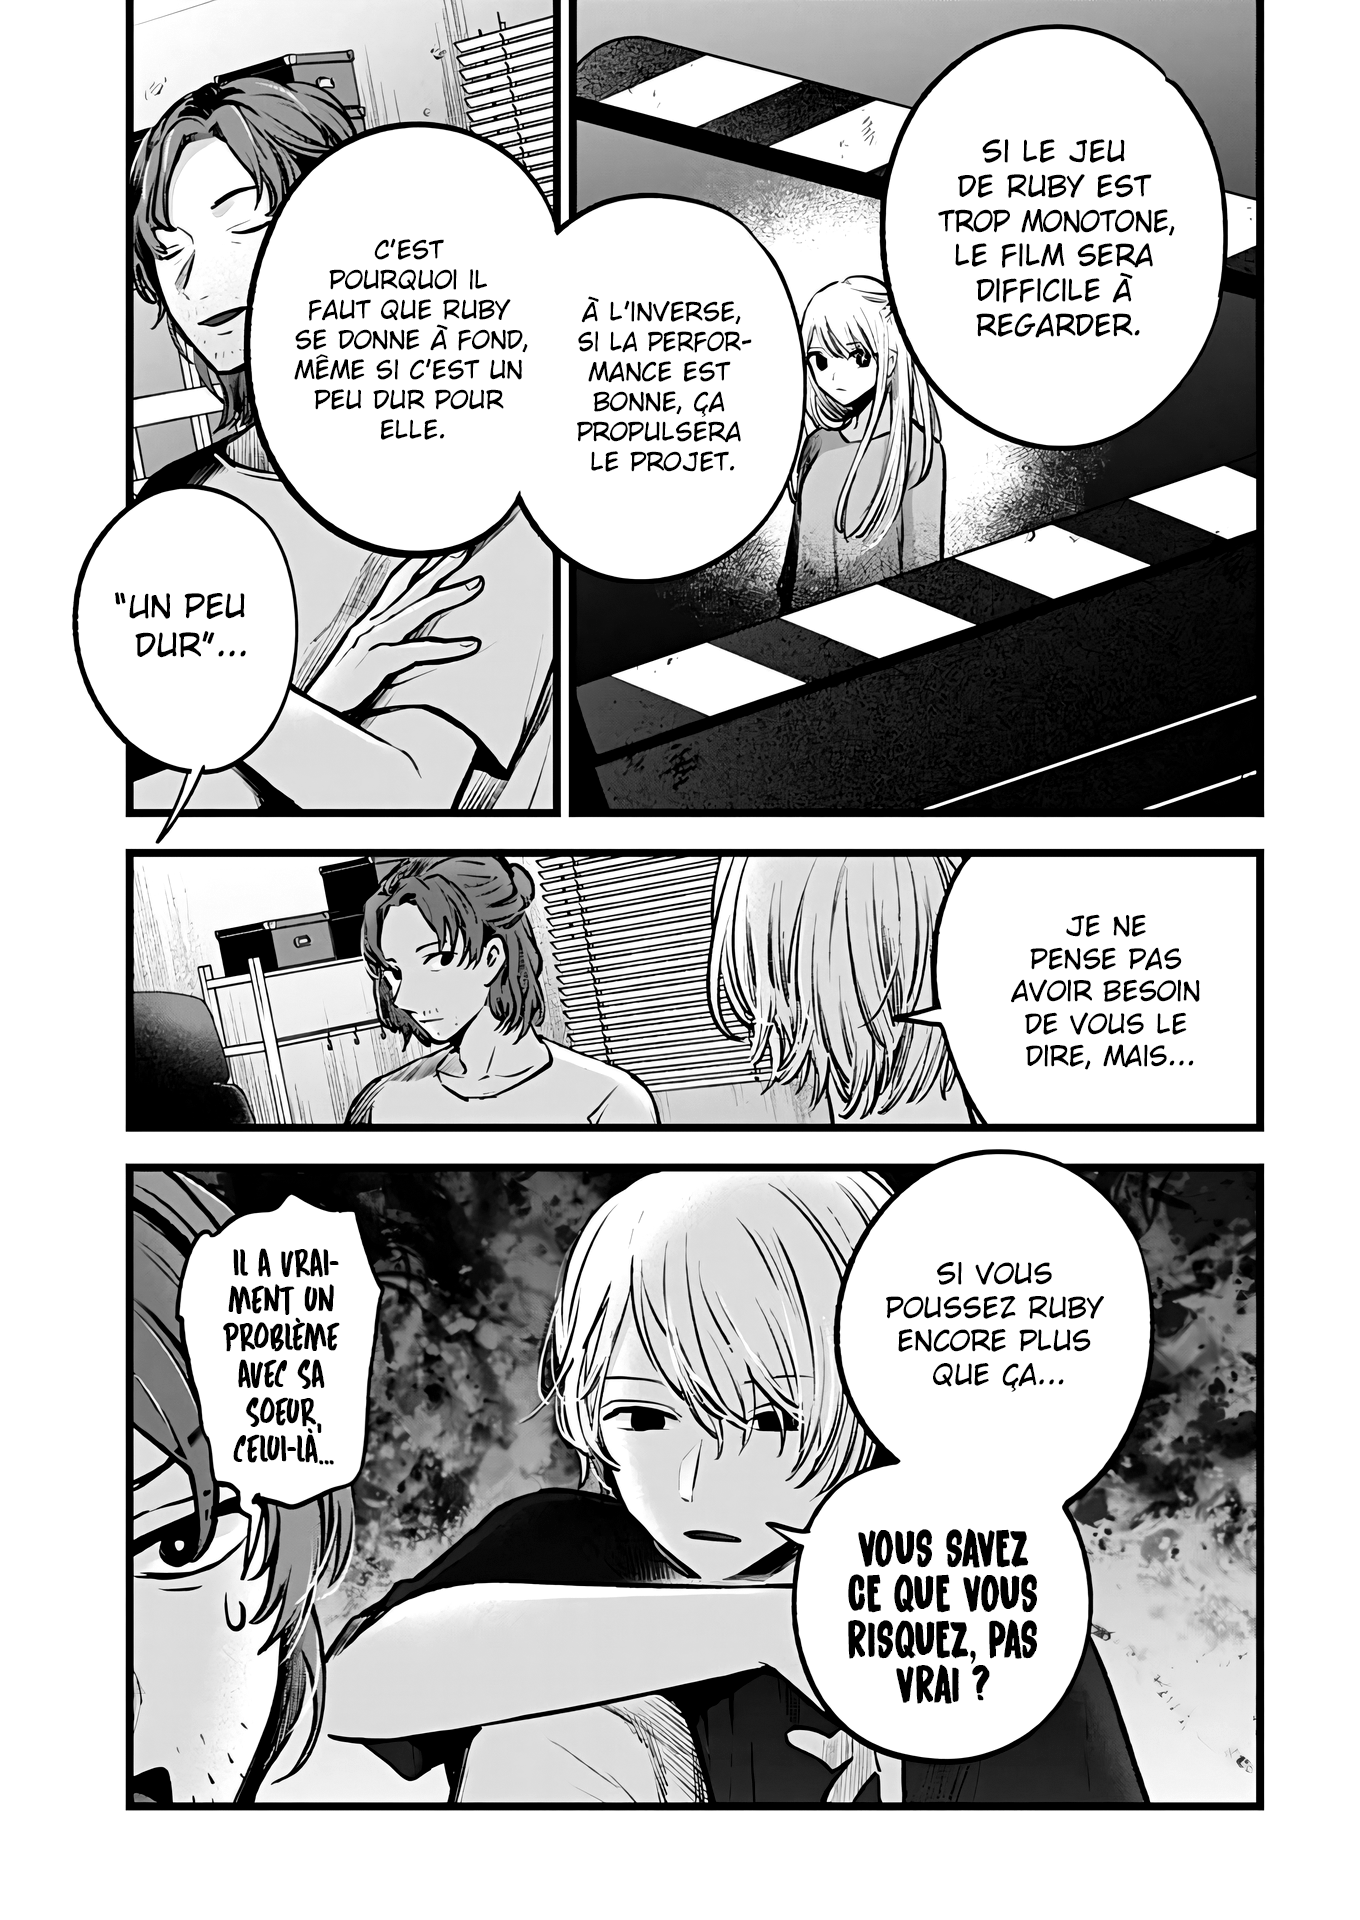 SI LE JEU
DE RUBY EST
TROP MONOTONE,
LE FILM SERA
DIFFICILE À
REGARDER.
À L'INVERSE,
SI LA PERFOR-
MANCE EST
BONNE, ÇA
PROPULSERA
LE PROJET.
C'EST
POURQUOI IL
FAUT QUE RUBY
SE DONNE À FOND,
MÊME SI C'EST UN
PEU DUR POUR
ELLE.
"UN PEU
DUR"...
JE NE
PENSE PAS
AVOIR BESOIN
DE VOUS LE
DIRE, MAIS...
SI VOUS
POUSSEZ RUBY
ENCORE PLUS
QUE ÇA...
VOUS SAVEZ
CE QUE VOUS
RISQUEZ, PAS
VRAI ?
IL A VRAI-
MENT UN
PROBLÈME
AVEC SA
SOEUR,
CELUI-LÀ...